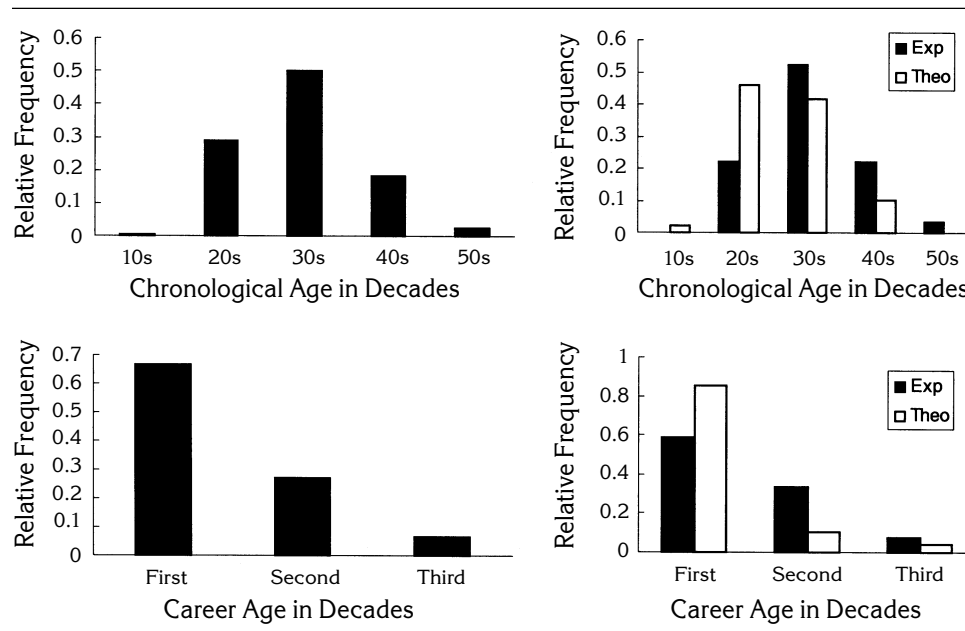 0.6
0.5
0.4
0.3
0.2
0.1
0
Relative Frequency
10s 20s 30s 40s 50s
Chronological Age in Decades
0.6
0.5
0.4
0.3
0.2
0.1
0
Relative Frequency
Exp
Theo
10s 20s 30s 40s 50s
Chronological Age in Decades
0.7
0.6
0.5
0.4
0.3
0.2
0.1
0
Relative Frequency
First Second Third
Career Age in Decades
1
0.8
0.6
0.4
0.2
0
Relative Frequency
Exp
Theo
First Second Third
Career Age in Decades